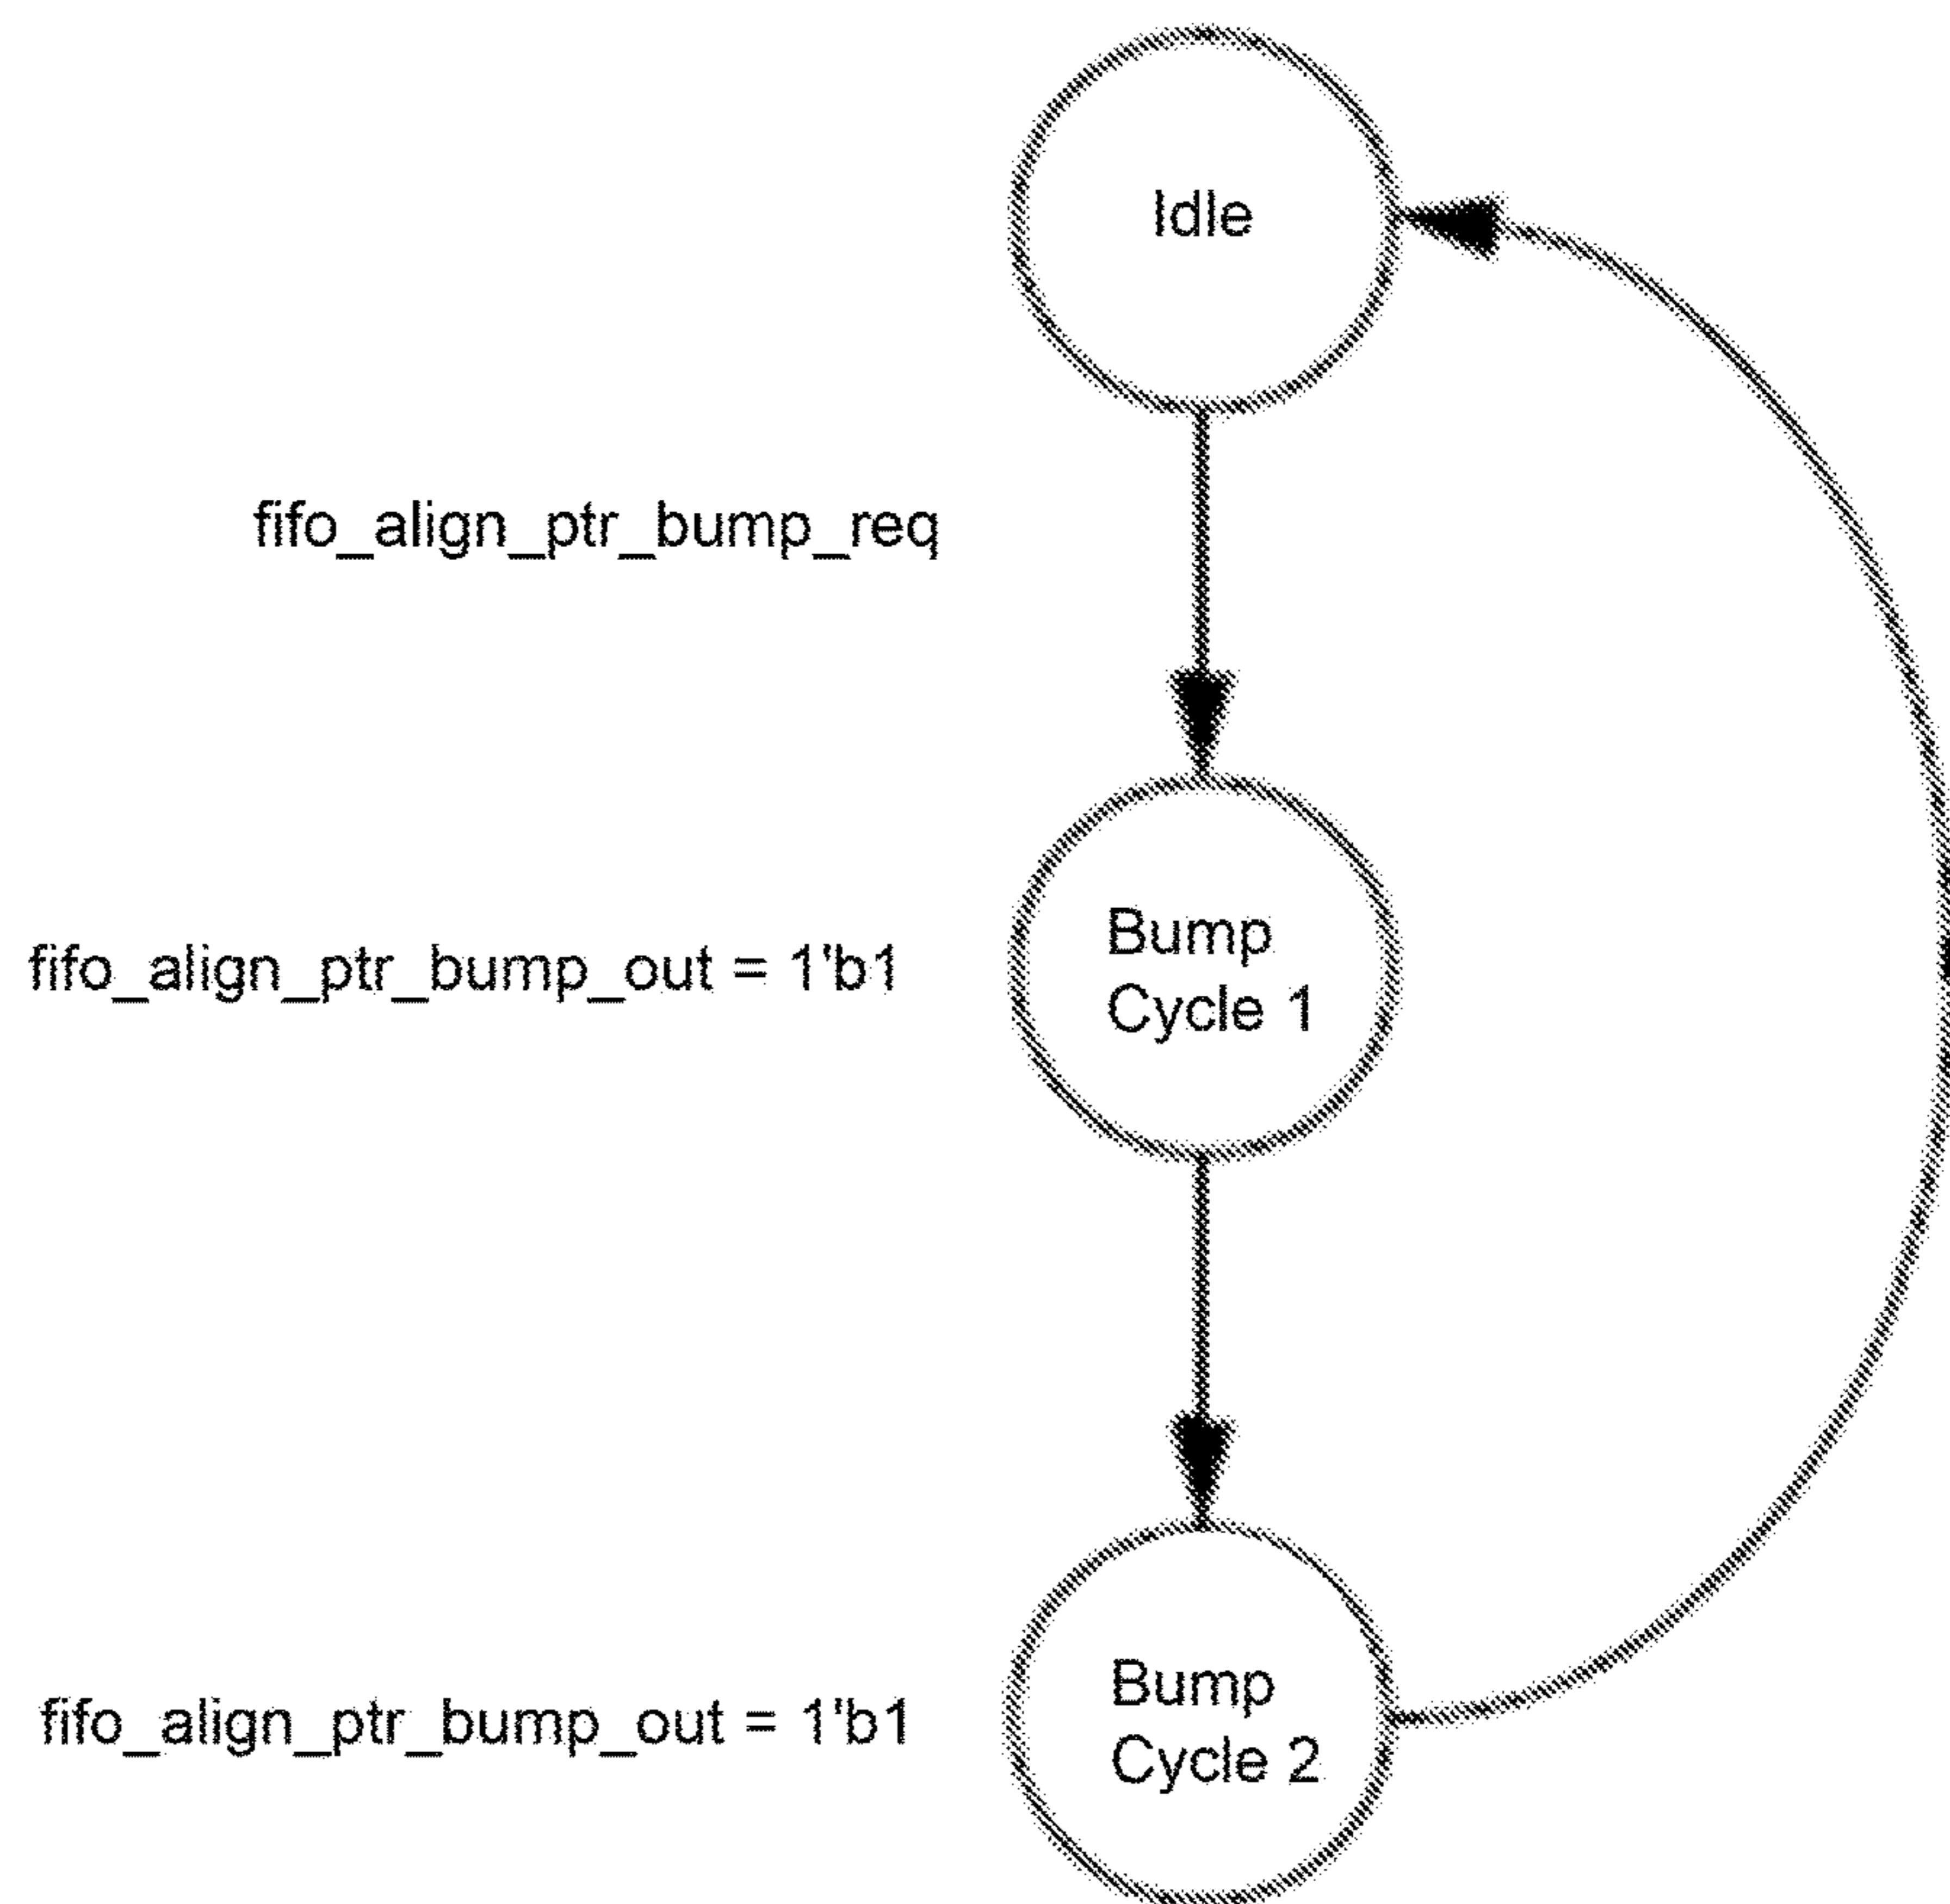 Idle
fifo_align_ptr_bump_req
fifo_align_ptr_bump_out = 1'b1
Bump
Cycle 1
fifo_align_ptr_bump_out = 1'b1
Bump
Cycle 2